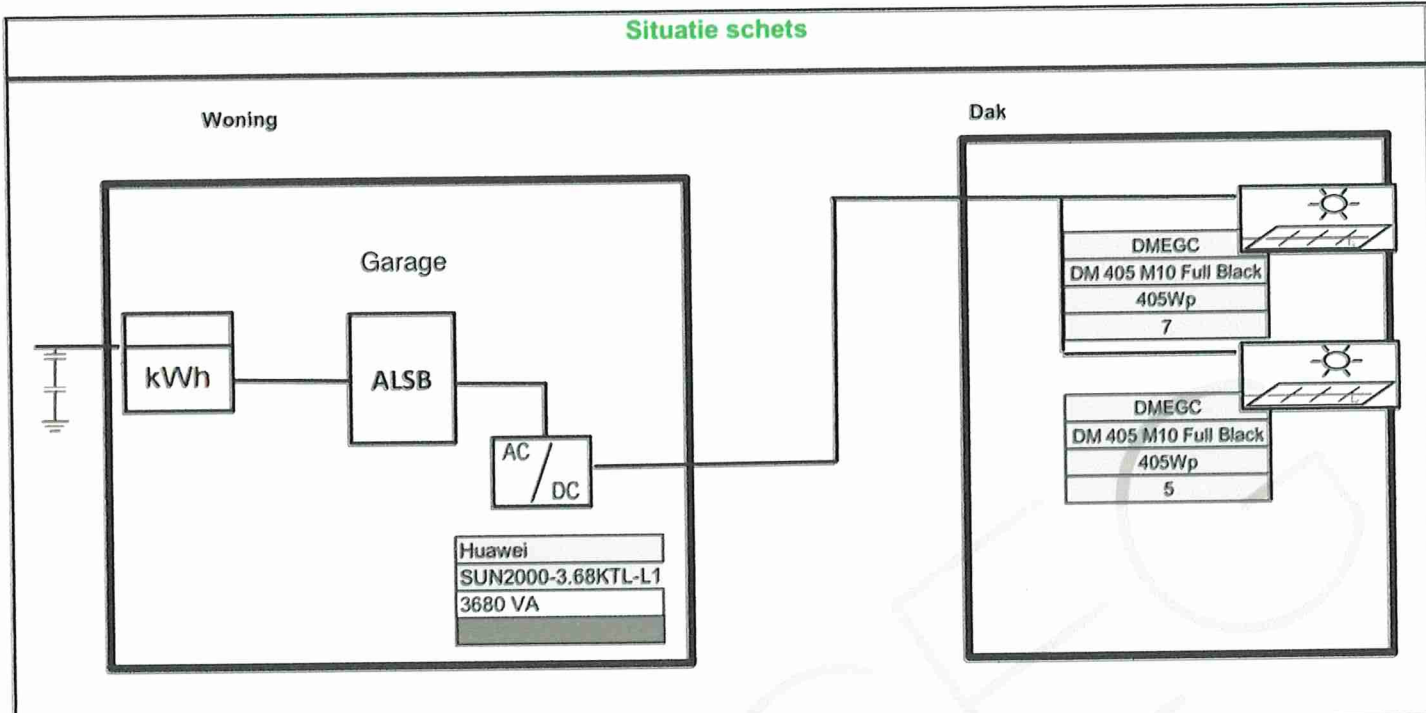 Situatie schets
Woning
Dak
Garage
kWh
ALSB
AC
/ DC
Huawei
SUN2000-3.68KTL-L1
3680 VA
DMEGC
DM 405 M10 Full Black
405Wp
7
DMEGC
DM 405 M10 Full Black
405Wp
5